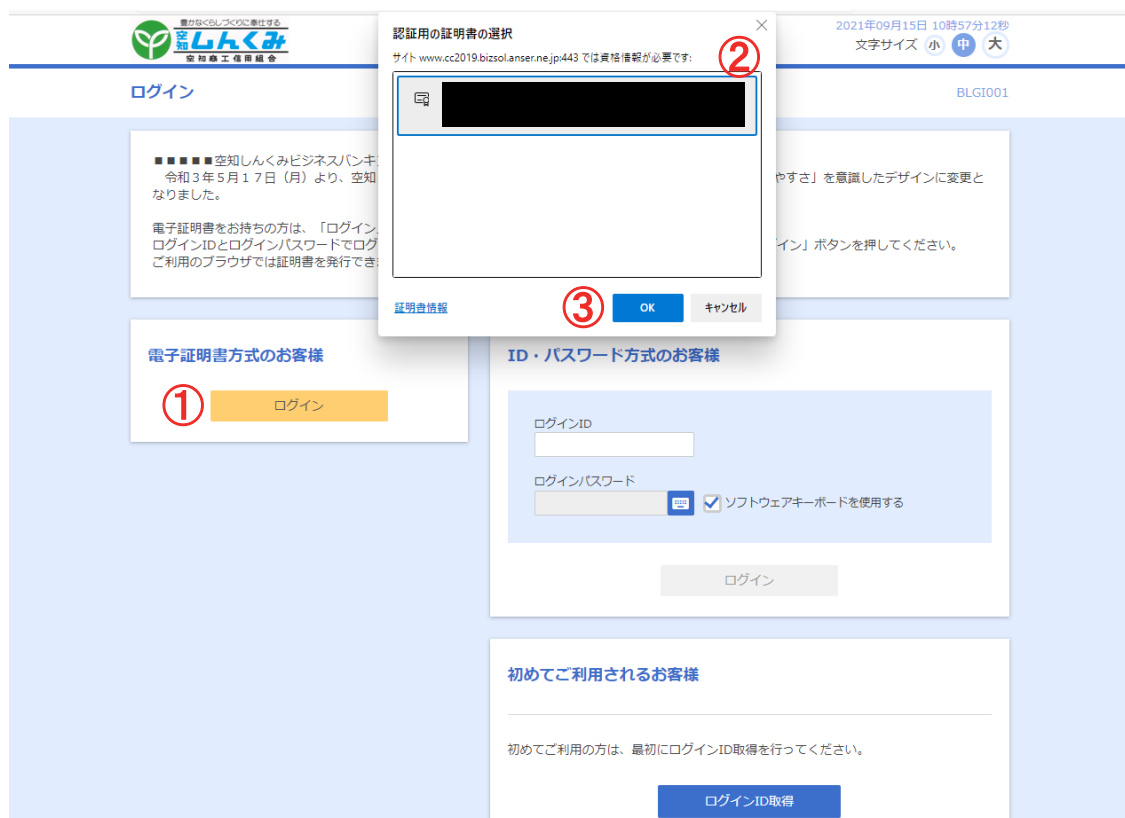 豊かなくらしづくりに奉仕する
空知しんくみ
空知商工信用組合
2021年09月15日 10時57分12秒
文字サイズ 小 中 大
ログイン
BLGI001
認証用の証明書の選択
サイト www.cc2019.bizsol.anser.ne.jp:443 では資格情報が必要です:
②
証明書情報
③
OK
キャンセル
■■■■■空知しんくみビジネスバンキ
令和3年5月17日（月）より、空知
やすさ」を意識したデザインに変更と
なりました。
電子証明書をお持ちの方は、「ログイン
ログインIDとログインパスワードでログ
イン」ボタンを押してください。
ご利用のブラウザでは証明書を発行でき
電子証明書方式のお客様
①
ログイン
ID・パスワード方式のお客様
ログインID
ログインパスワード
ソフトウェアキーボードを使用する
ログイン
初めてご利用されるお客様
初めてご利用の方は、最初にログインID取得を行ってください。
ログインID取得